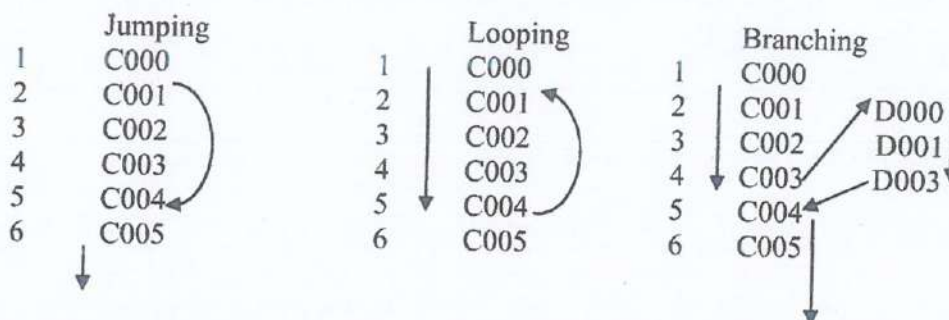 Jumping
1 C000
2 C001
3 C002
4 C003
5 C004
6 C005
Looping
1 C000
2 C001
3 C002
4 C003
5 C004
6 C005
Branching
1 C000
2 C001 D000
3 C002 D001
4 C003 D003
5 C004
6 C005